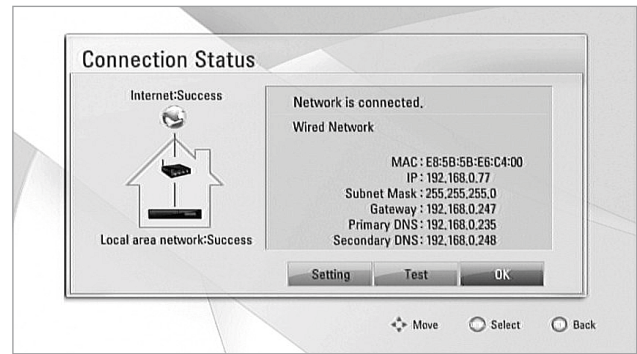 Connection Status
Internet:Success
Local area network:Success
Network is connected.
Wired Network
MAC : E8:5B:5B:E6:C4:00
IP : 192.168.0.77
Subnet Mask : 255.255.255.0
Gateway : 192.168.0.247
Primary DNS : 192.168.0.235
Secondary DNS : 192.168.0.248
Setting Test OK
Move Select Back